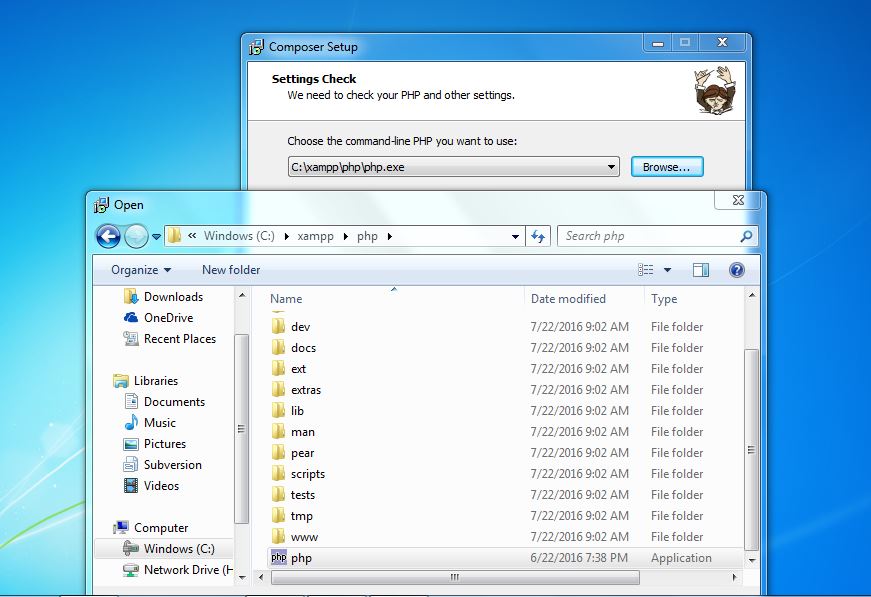 Composer Setup
Settings Check
We need to check your PHP and other settings.
Choose the command-line PHP you want to use:
C:\xampp\php\php.exe
Browse...
Open
« Windows (C:) ▸ xampp ▸ php ▸
Search php
Organize
New folder
Name Date modified Type
Downloads
OneDrive
Recent Places
Libraries
Documents
Music
Pictures
Subversion
Videos
Computer
Windows (C:)
Network Drive (H
dev 7/22/2016 9:02 AM File folder
docs 7/22/2016 9:02 AM File folder
ext 7/22/2016 9:02 AM File folder
extras 7/22/2016 9:02 AM File folder
lib 7/22/2016 9:02 AM File folder
man 7/22/2016 9:02 AM File folder
pear 7/22/2016 9:02 AM File folder
scripts 7/22/2016 9:02 AM File folder
tests 7/22/2016 9:02 AM File folder
tmp 7/22/2016 9:02 AM File folder
www 7/22/2016 9:02 AM File folder
php php 6/22/2016 7:38 PM Application